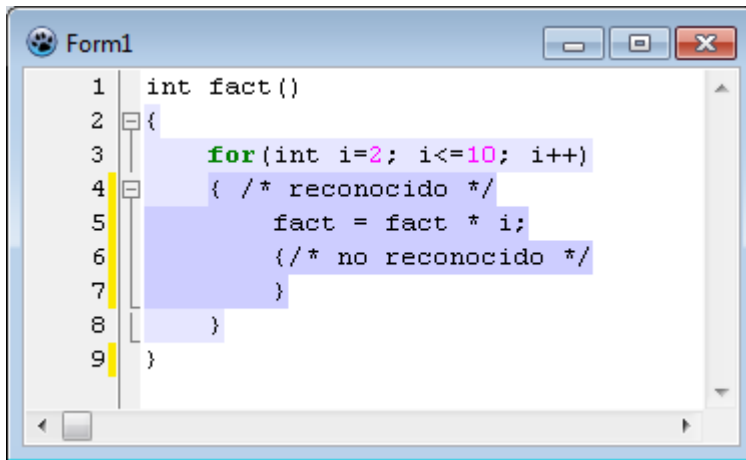 Form1
1 int fact()
2 {
3 for(int i=2; i<=10; i++)
4 { /* reconocido */
5 fact = fact * i;
6 {/* no reconocido */
7 }
8 }
9 }